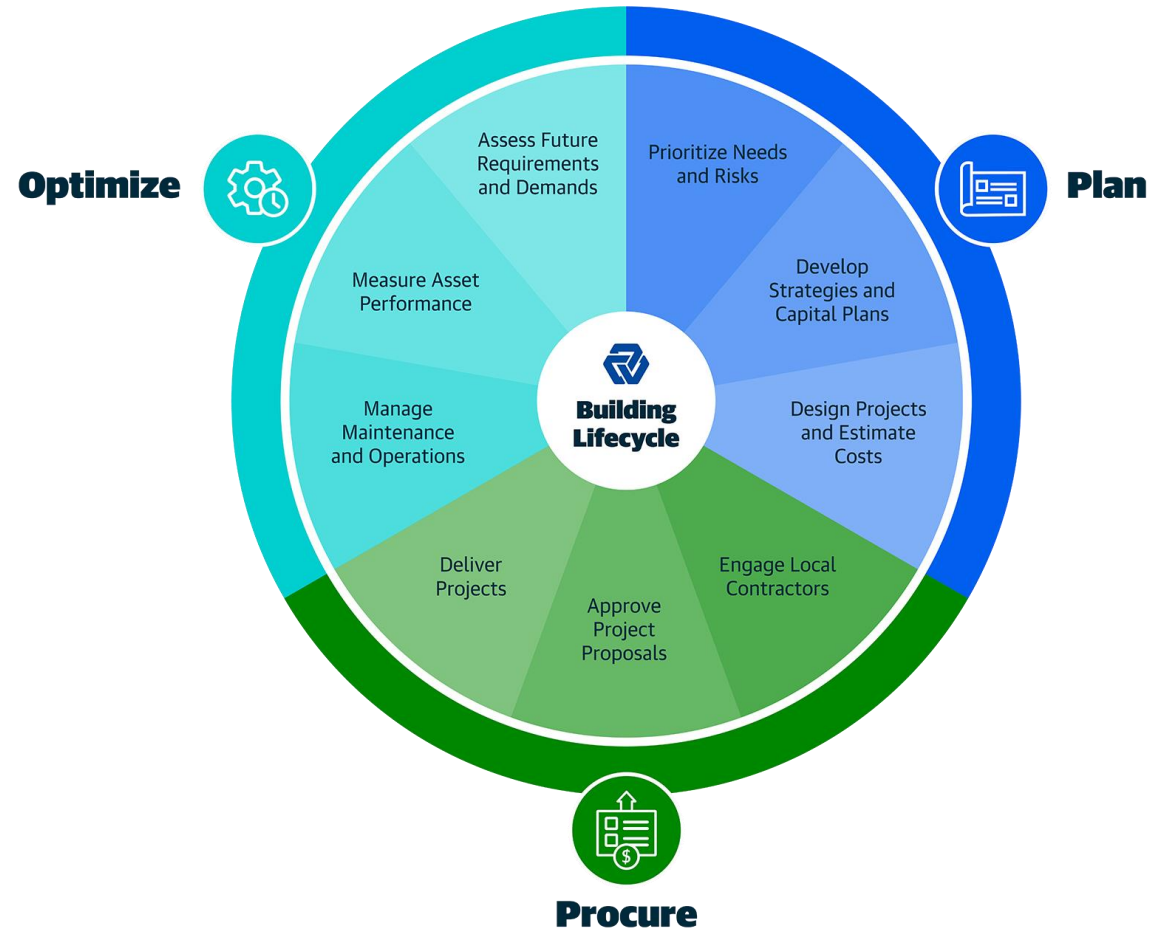 Optimize
Plan
Procure
Building
Lifecycle
Prioritize Needs
and Risks
Develop
Strategies and
Capital Plans
Design Projects
and Estimate
Costs
Engage Local
Contractors
Approve
Project
Proposals
Deliver
Projects
Manage
Maintenance
and Operations
Measure Asset
Performance
Assess Future
Requirements
and Demands
$